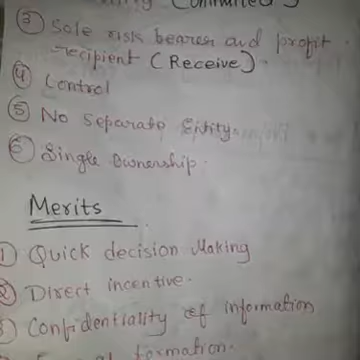 ③ Sole risk bearer and profit
recipient (Receive).
④ Control
⑤ No Separate Entity.
⑥ Single Ownership.
Merits
① Quick decision Making
② Direct incentive.
③ Confidentiality of information
formation.